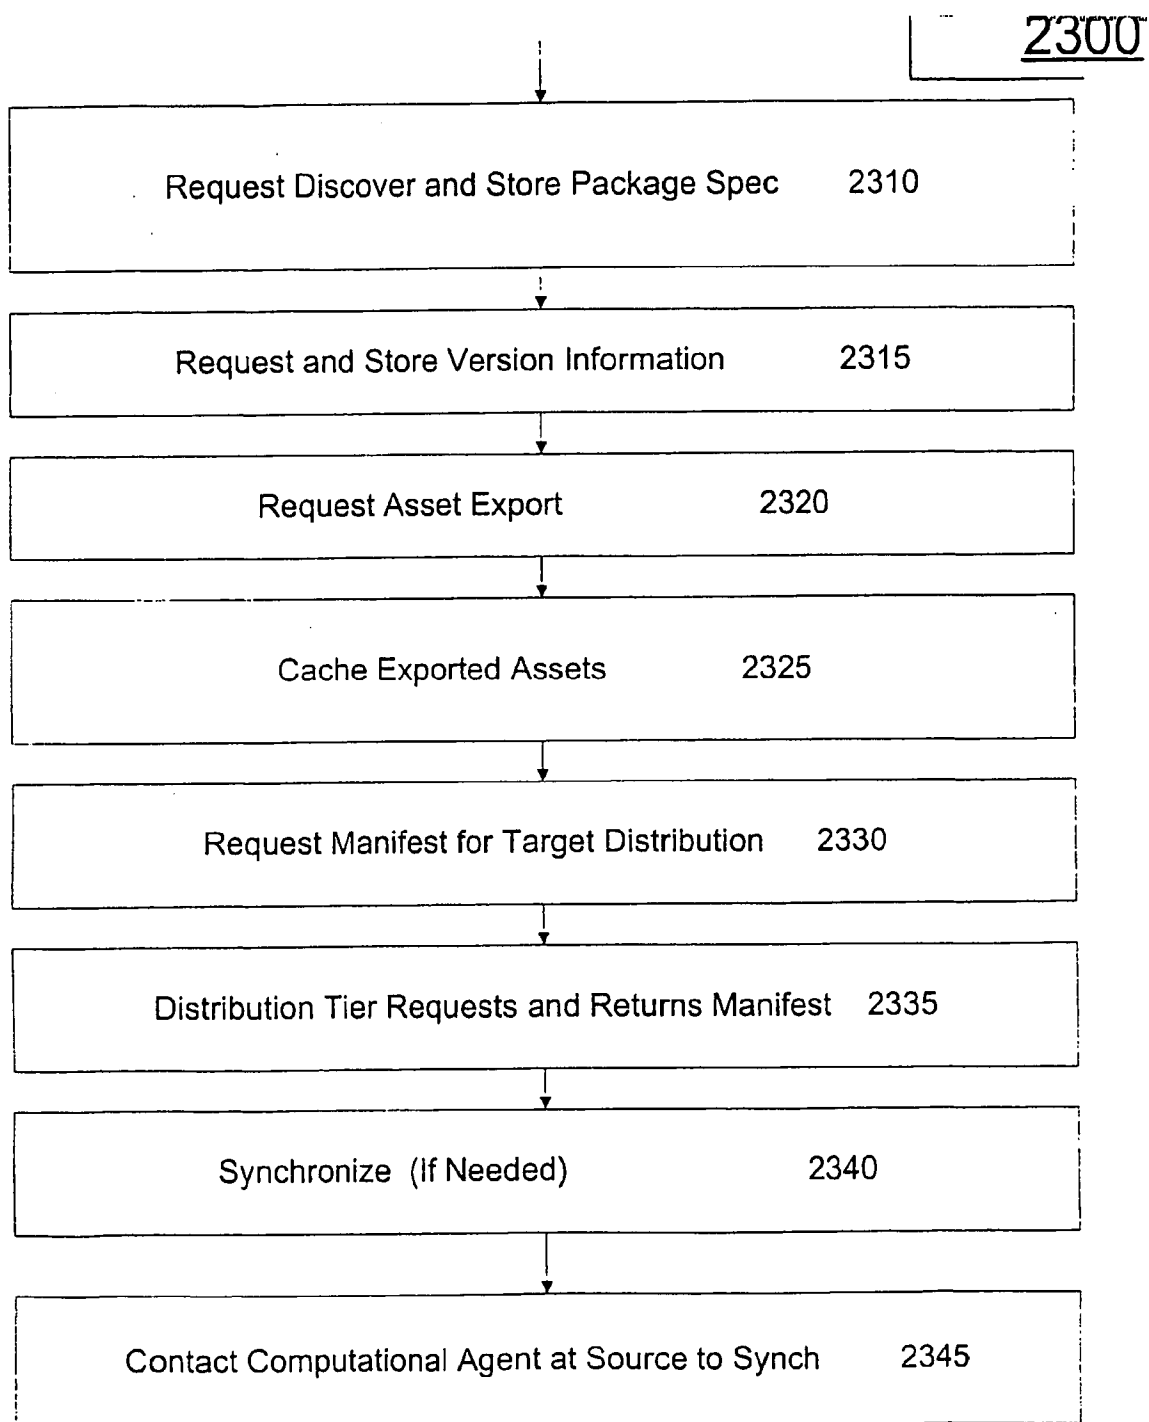 2300
Request Discover and Store Package Spec 2310
Request and Store Version Information 2315
Request Asset Export 2320
Cache Exported Assets 2325
Request Manifest for Target Distribution 2330
Distribution Tier Requests and Returns Manifest 2335
Synchronize (If Needed) 2340
Contact Computational Agent at Source to Synch 2345